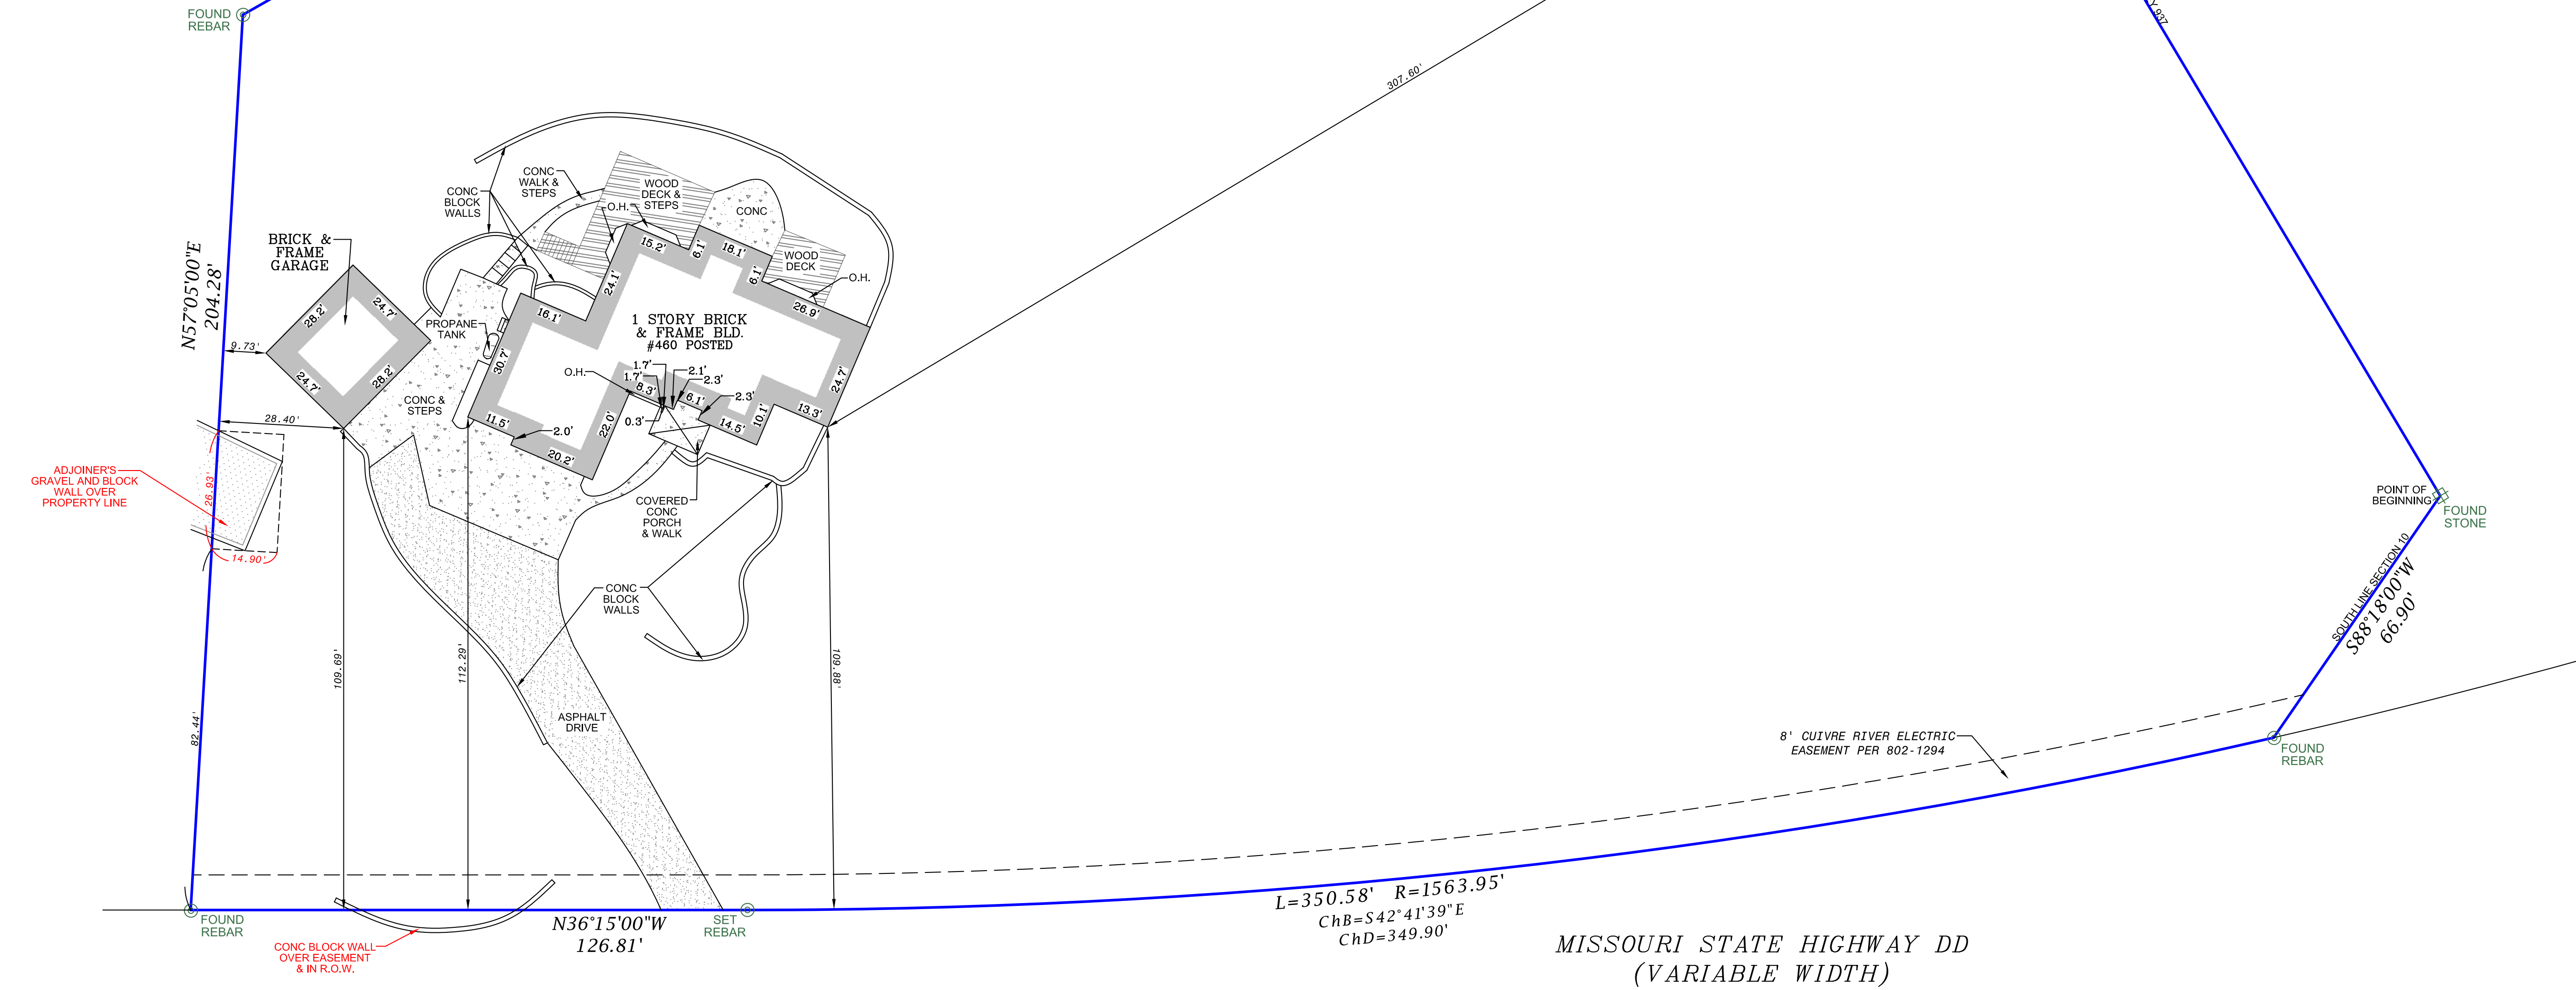 FOUND
REBAR
Y 937
307.60'
CONC
WALK &
STEPS
WOOD
DECK &
STEPS
CONC
BLOCK
WALLS
O.H.
CONC
BRICK &
FRAME
GARAGE
N57°05'00"E
204.28'
15.2'
6.1'
18.1'
WOOD
DECK
6.1'
O.H.
24.1'
26.9'
28.2'
24.7'
16.1'
PROPANE
TANK
1 STORY BRICK
& FRAME BLD.
#460 POSTED
9.73'
30.7'
24.7'
28.2'
O.H.
1.7'
1.7'
2.1'
2.3'
8.3'
6.1'
2.3'
24.7'
CONC &
STEPS
28.40'
11.5'
2.0'
22.0'
0.3'
14.5'
10.1'
13.3'
20.2'
ADJOINER'S
GRAVEL AND BLOCK
WALL OVER
PROPERTY LINE
26.93'
14.90'
COVERED
CONC
PORCH
& WALK
POINT OF
BEGINNING
FOUND
STONE
SOUTH LINE SECTION 10
S88°18'00"W
66.90'
CONC
BLOCK
WALLS
109.69'
112.29'
109.88'
82.44'
ASPHALT
DRIVE
8' CUIVRE RIVER ELECTRIC
EASEMENT PER 802-1294
FOUND
REBAR
FOUND
REBAR
N36°15'00"W
126.81'
SET
REBAR
L=350.58' R=1563.95'
ChB=S42°41'39"E
ChD=349.90'
CONC BLOCK WALL
OVER EASEMENT
& IN R.O.W.
MISSOURI STATE HIGHWAY DD
(VARIABLE WIDTH)